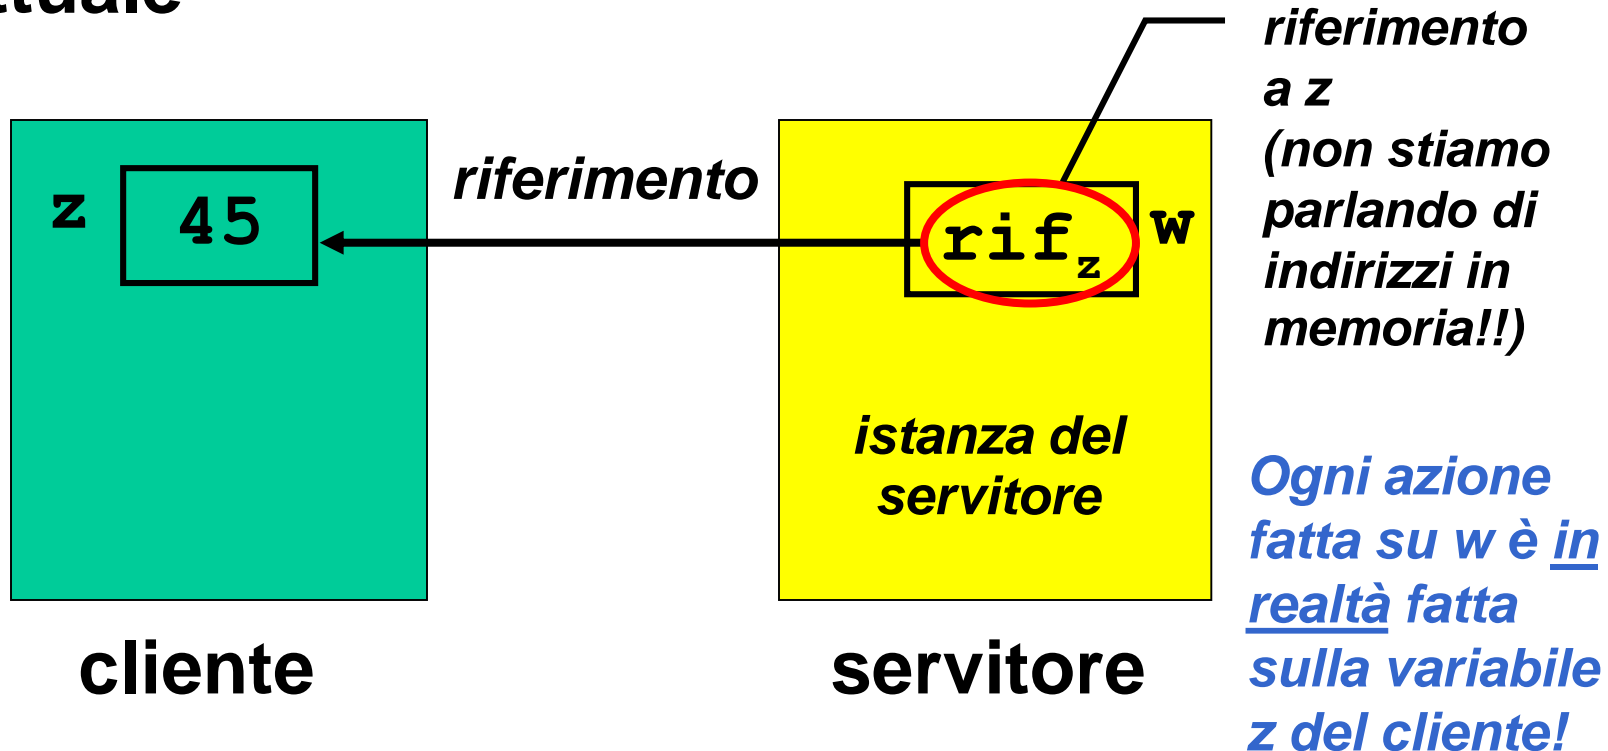 riferimento
a z
(non stiamo
parlando di
indirizzi in
memoria!!)
z 45
riferimento
rifz w
istanza del
servitore
Ogni azione
fatta su w è in
realtà fatta
sulla variabile
z del cliente!
cliente
servitore